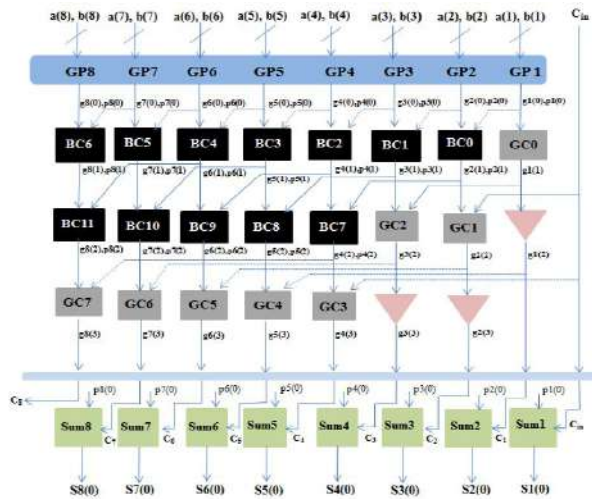 a(8), b(8) a(7), b(7) a(6), b(6) a(5), b(5) a(4), b(4) a(3), b(3) a(2), b(2) a(1), b(1) Cin
GP8 GP7 GP6 GP5 GP4 GP3 GP2 GP 1
g8(0),p8(0) g7(0),p7(0) g6(0),p6(0) g5(0),p5(0) g4(0),p4(0) g3(0),p3(0) g2(0),p2(0) g1(0),p1(0)
BC6 BC5 BC4 BC3 BC2 BC1 BC0 GC0
g8(1),p8(1) g7(1),p7(1) g6(1),p6(1) g5(1),p5(1) g4(1),p4(1) g3(1),p3(1) g2(1),p2(1) g1(1)
BC11 BC10 BC9 BC8 BC7 GC2 GC1
g8(2),p8(2) g7(2),p7(2) g6(2),p6(2) g5(2),p5(2) g4(2),p4(2) g3(2) g2(2) g1(2)
GC7 GC6 GC5 GC4 GC3
g8(3) g7(3) g6(3) g5(3) g4(3) g3(3) g2(3)
p8(0) p7(0) p6(0) p5(0) p4(0) p3(0) p2(0) p1(0)
C8 Sum8 C7 Sum7 C6 Sum6 C5 Sum5 C4 Sum4 C3 Sum3 C2 Sum2 C1 Sum1 Cin
S8(0) S7(0) S6(0) S5(0) S4(0) S3(0) S2(0) S1(0)